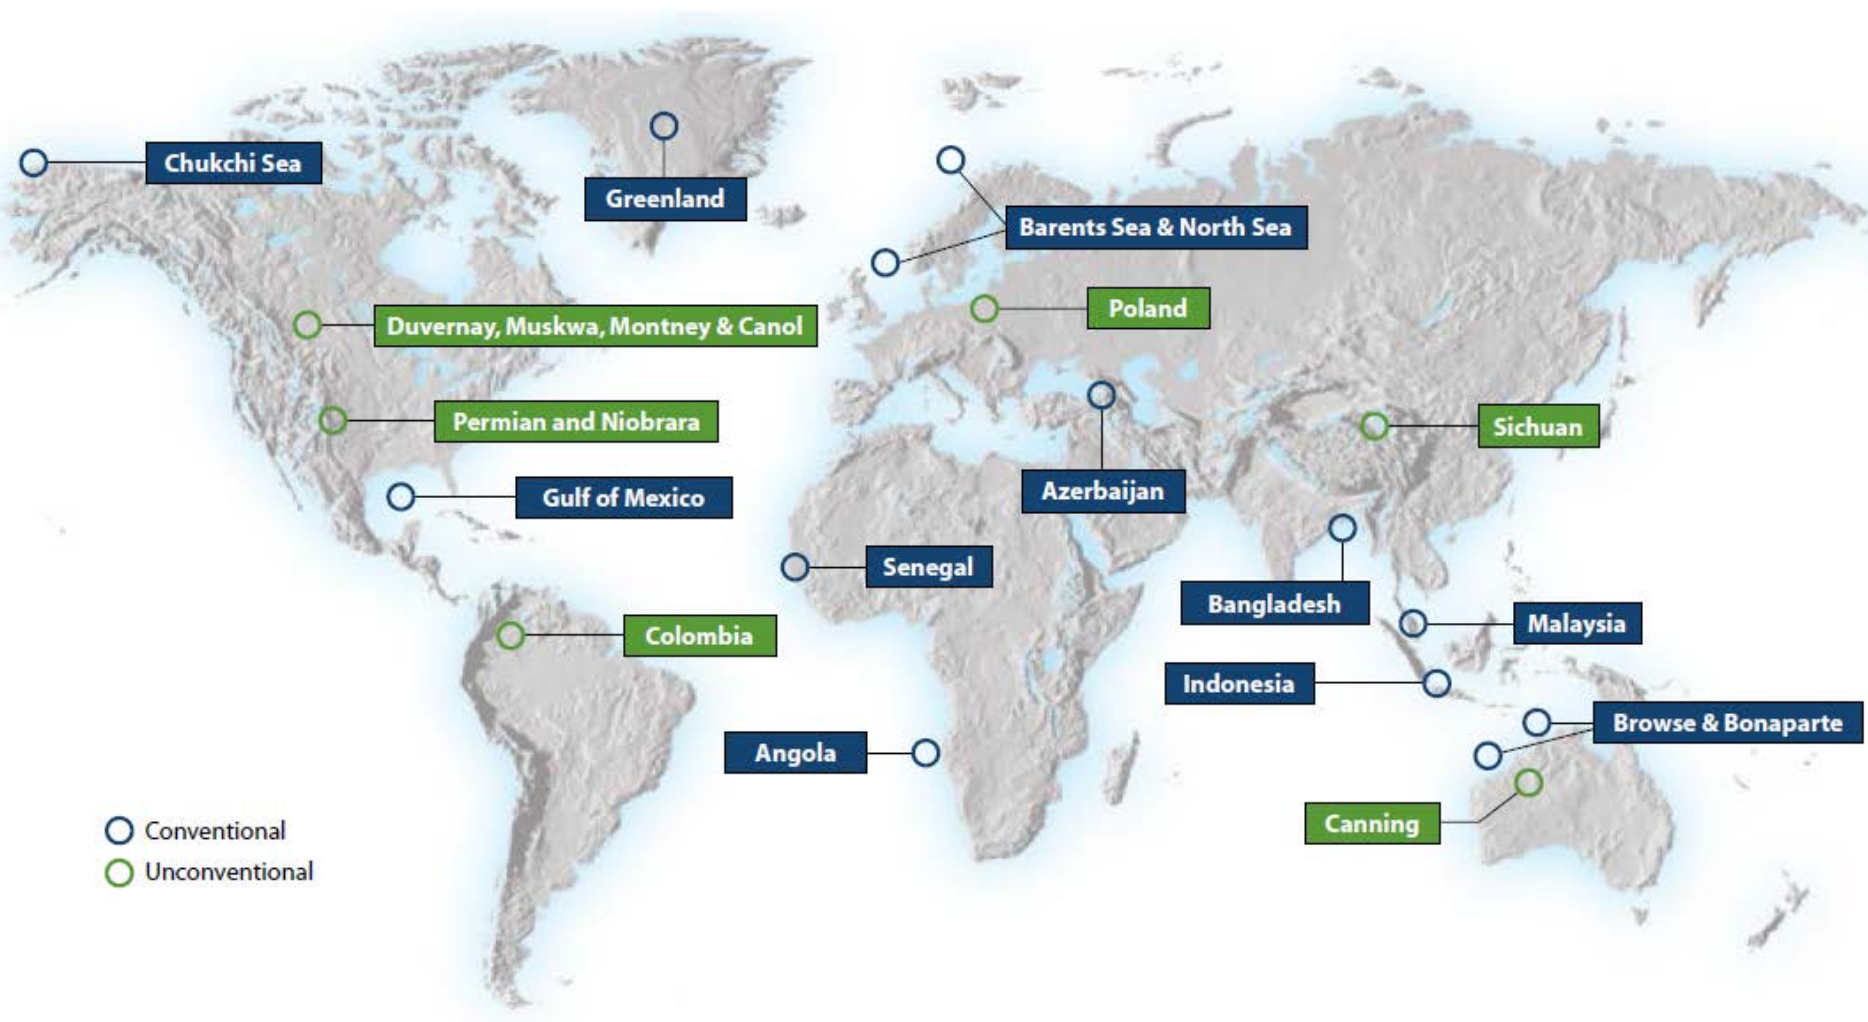 Chukchi Sea
Greenland
Barents Sea & North Sea
Duvernay, Muskwa, Montney & Canol
Poland
Permian and Niobrara
Sichuan
Gulf of Mexico
Azerbaijan
Senegal
Bangladesh
Colombia
Malaysia
Indonesia
Browse & Bonaparte
Angola
Canning
Conventional
Unconventional